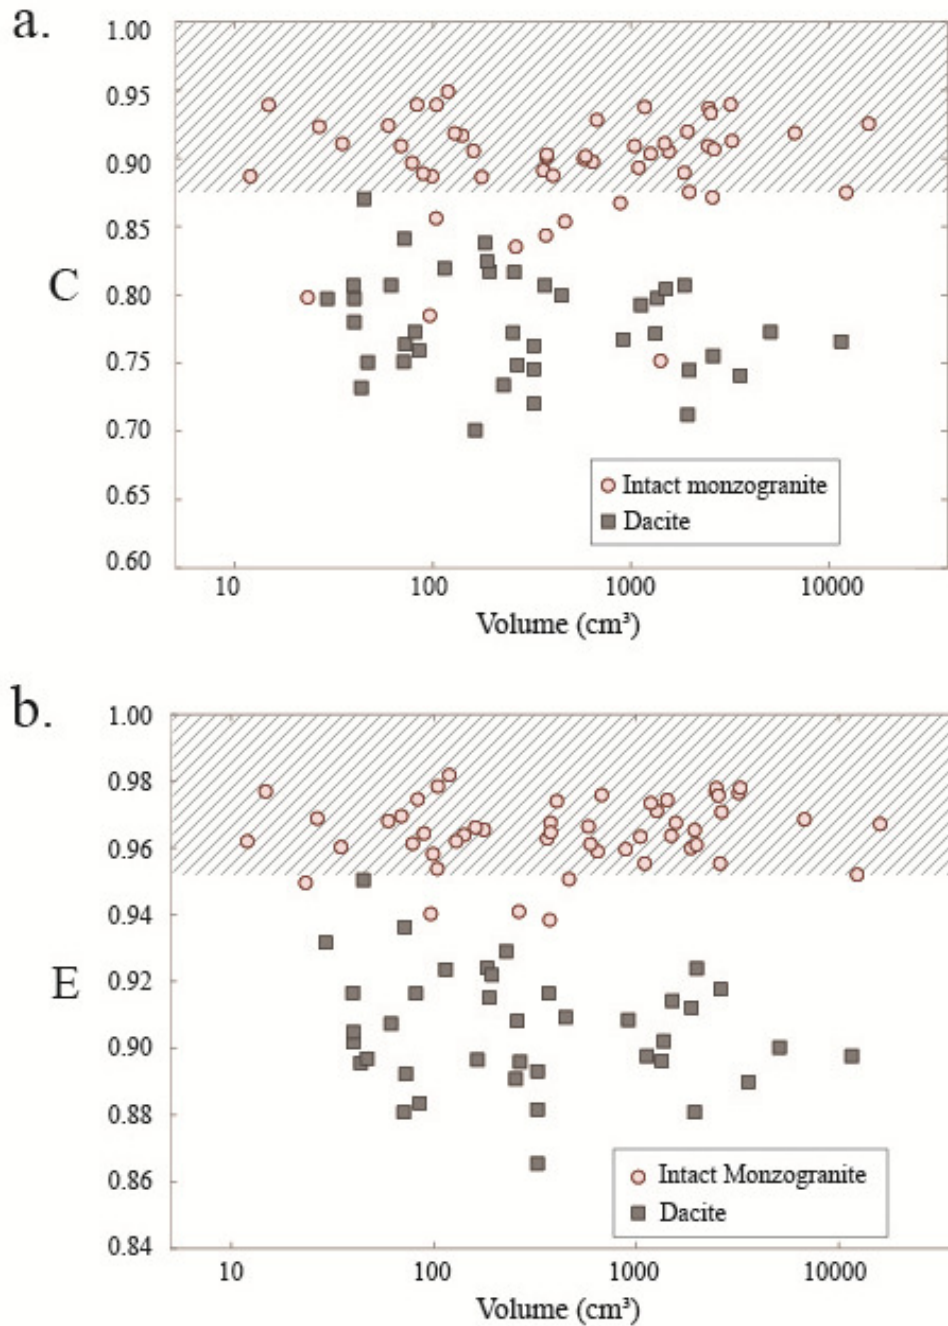 a.
1.00
0.95
0.90
0.85
C
0.80
0.75
0.70
0.65
0.60
Intact monzogranite
Dacite
10 100 1000 10000
Volume (cm³)
b.
1.00
0.98
0.96
0.94
E
0.92
0.90
0.88
0.86
0.84
Intact Monzogranite
Dacite
10 100 1000 10000
Volume (cm³)